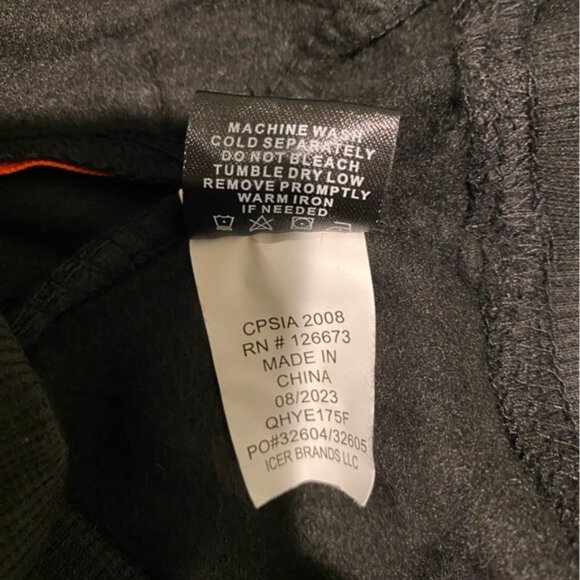 MACHINE WASH
COLD SEPARATELY
DO NOT BLEACH
TUMBLE DRY LOW
REMOVE PROMPTLY
WARM IRON
IF NEEDED
CPSIA 2008
RN # 126673
MADE IN
CHINA
08/2023
QHYE175F
PO#32604/32605
ICER BRANDS LLC